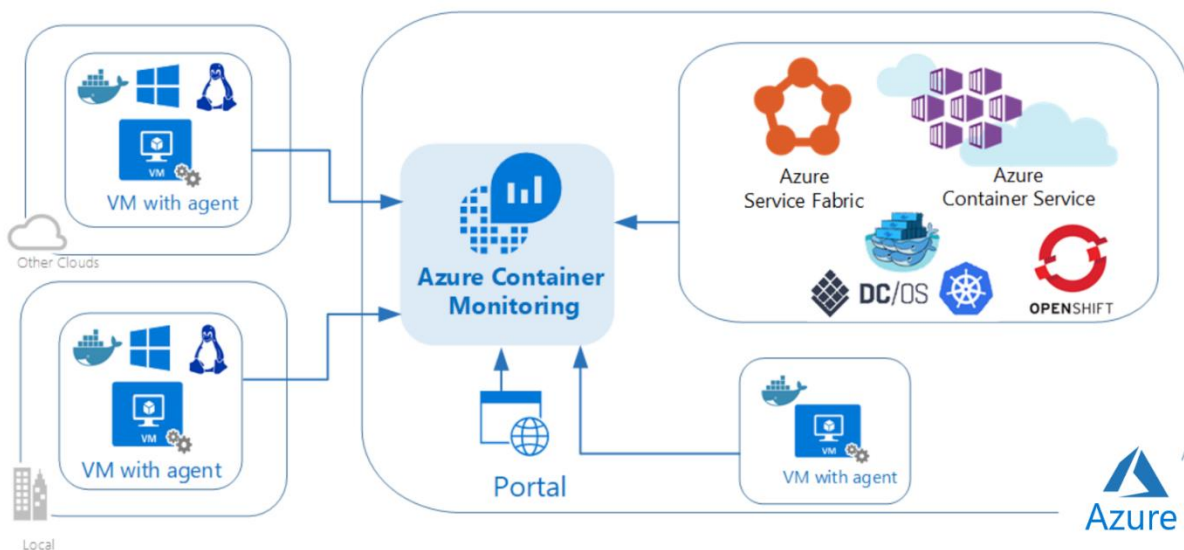 VM
VM with agent
Other Clouds
VM
VM with agent
Local
Azure Container
Monitoring
Portal
Azure
Service Fabric
Azure
Container Service
DC/OS
OPENSHIFT
VM
VM with agent
Azure